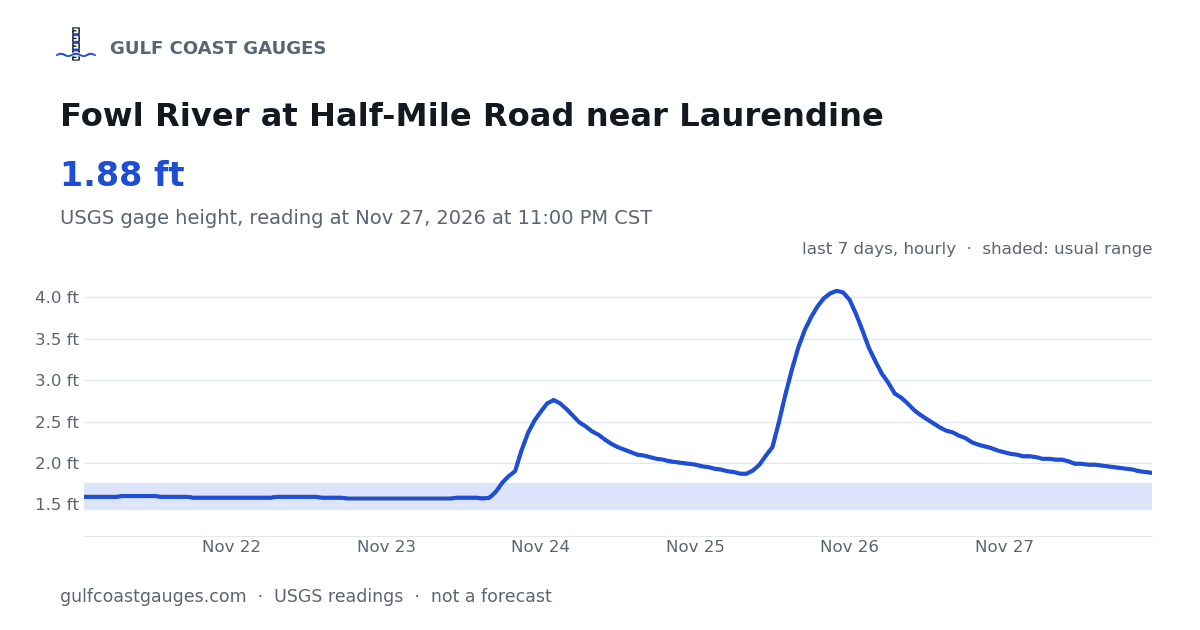 GULF COAST GAUGES
Fowl River at Half-Mile Road near Laurendine
1.88 ft
USGS gage height, reading at Nov 27, 2026 at 11:00 PM CST
last 7 days, hourly · shaded: usual range
4.0 ft
3.5 ft
3.0 ft
2.5 ft
2.0 ft
1.5 ft
Nov 22 Nov 23 Nov 24 Nov 25 Nov 26 Nov 27
gulfcoastgauges.com · USGS readings · not a forecast